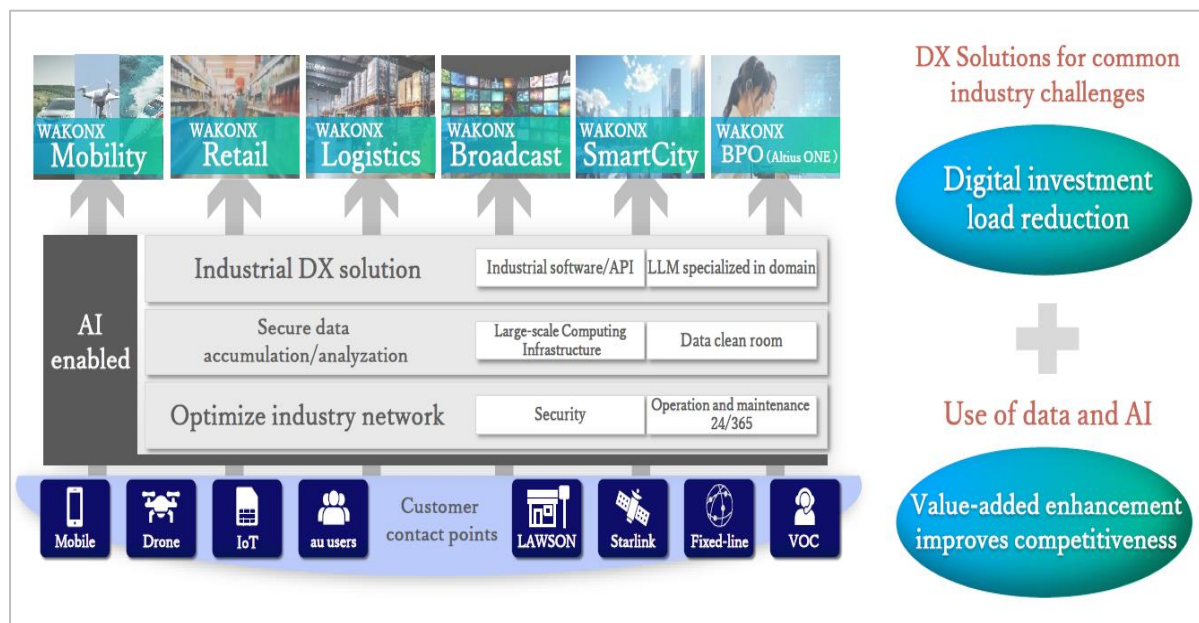 WAKONX
Mobility
WAKONX
Retail
WAKONX
Logistics
WAKONX
Broadcast
WAKONX
SmartCity
WAKONX
BPO (Altius ONE)
AI
enabled
Industrial DX solution
Industrial software/API
LLM specialized in domain
Secure data
accumulation/analyzation
Large-scale Computing
Infrastructure
Data clean room
Optimize industry network
Security
Operation and maintenance
24/365
Mobile
Drone
IoT
au users
Customer
contact points
LAWSON
Starlink
Fixed-line
VOC
DX Solutions for common
industry challenges
Digital investment
load reduction
Use of data and AI
Value-added enhancement
improves competitiveness